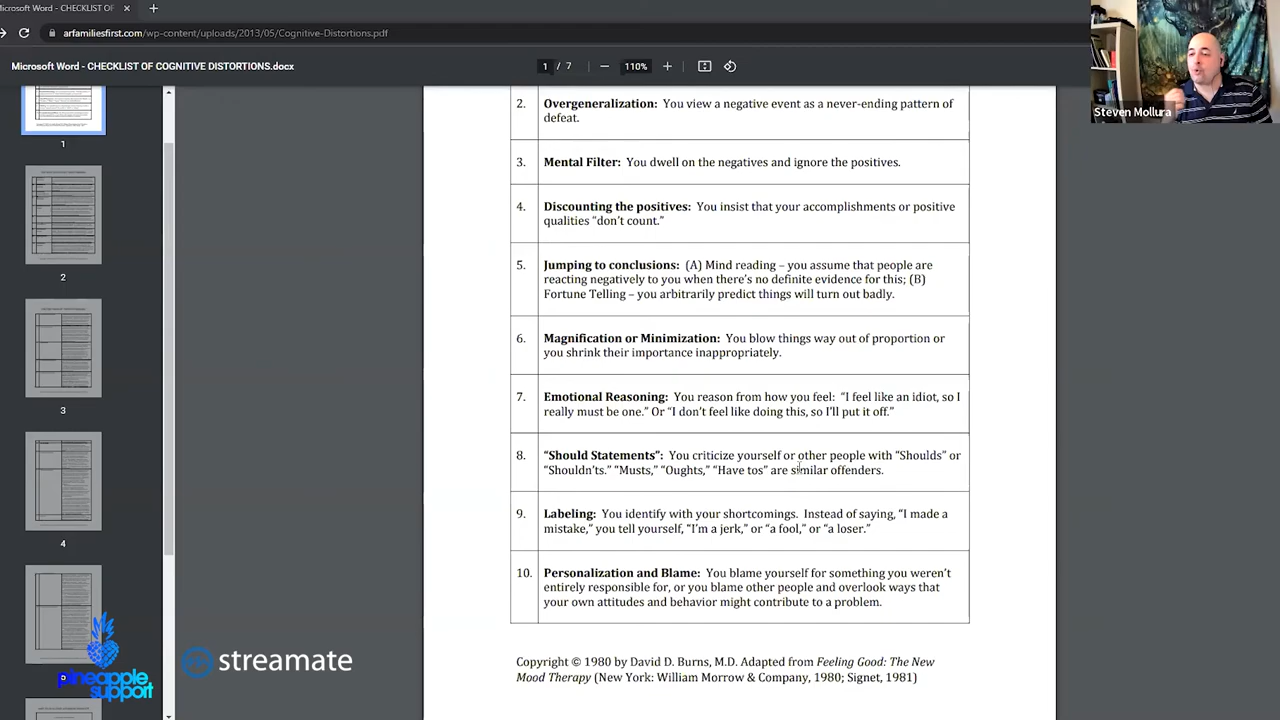 Microsoft Word - CHECKLIST OF CO
arfamiliesfirst.com/wp-content/uploads/2013/05/Cognitive-Distortions.pdf
Microsoft Word - CHECKLIST OF COGNITIVE DISTORTIONS.docx
1 / 7
110%
Steven Mollura
1
2
3
4
2. Overgeneralization: You view a negative event as a never-ending pattern of
defeat.
3. Mental Filter: You dwell on the negatives and ignore the positives.
4. Discounting the positives: You insist that your accomplishments or positive
qualities “don’t count.”
5. Jumping to conclusions: (A) Mind reading – you assume that people are
reacting negatively to you when there’s no definite evidence for this; (B)
Fortune Telling – you arbitrarily predict things will turn out badly.
6. Magnification or Minimization: You blow things way out of proportion or
you shrink their importance inappropriately.
7. Emotional Reasoning: You reason from how you feel: “I feel like an idiot, so I
really must be one.” Or “I don’t feel like doing this, so I’ll put it off.”
8. “Should Statements”: You criticize yourself or other people with “Shoulds” or
“Shouldn’ts.” “Musts,” “Oughts,” “Have tos” are similar offenders.
9. Labeling: You identify with your shortcomings. Instead of saying, “I made a
mistake,” you tell yourself, “I’m a jerk,” or “a fool,” or “a loser.”
10. Personalization and Blame: You blame yourself for something you weren’t
entirely responsible for, or you blame other people and overlook ways that
your own attitudes and behavior might contribute to a problem.
Copyright © 1980 by David D. Burns, M.D. Adapted from Feeling Good: The New
Mood Therapy (New York: William Morrow & Company, 1980; Signet, 1981)
pineapple
support
streamate